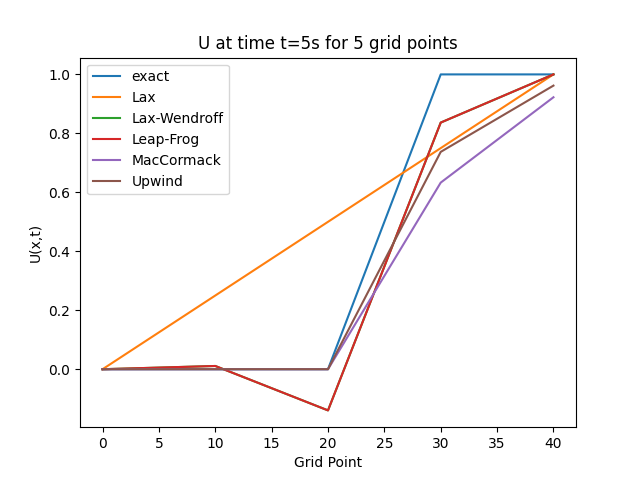 U at time t=5s for 5 grid points
exact
Lax
Lax-Wendroff
Leap-Frog
MacCormack
Upwind
1.0
0.8
0.6
0.4
0.2
0.0
U(x,t)
0 5 10 15 20 25 30 35 40
Grid Point